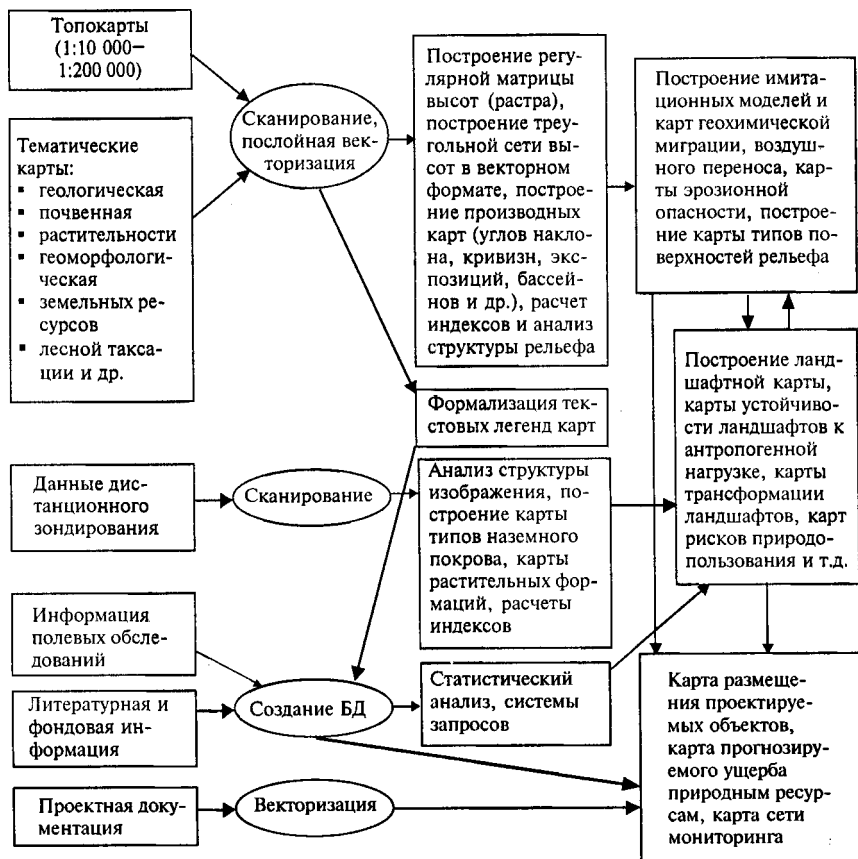 Топокарты
(1:10 000–
1:200 000)
Тематические
карты:
▪ геологическая
▪ почвенная
▪ растительности
▪ геоморфологи-
ческая
▪ земельных ре-
сурсов
▪ лесной такса-
ции и др.
Сканирование,
послойная век-
торизация
Построение регу-
лярной матрицы
высот (растра),
построение треу-
гольной сети вы-
сот в векторном
формате, построе-
ние производных
карт (углов накло-
на, кривизн, экс-
позиций, бассей-
нов и др.), расчет
индексов и анализ
структуры рельефа
Построение имита-
ционных моделей и
карт геохимической
миграции, воздуш-
ного переноса, кар-
ты эрозионной
опасности, построе-
ние карты типов по-
верхностей рельефа
Формализация тек-
стовых легенд карт
Построение ланд-
шафтной карты,
карты устойчиво-
сти ландшафтов к
антропогенной
нагрузке, карты
трансформации
ландшафтов, карт
рисков природо-
пользования и т.д.
Данные дис-
танционного
зондирования
Сканирование
Анализ структуры
изображения, по-
строение карты
типов наземного
покрова, карты
растительных фор-
маций, расчеты
индексов
Информация
полевых обсле-
дований
Литературная и
фондовая ин-
формация
Создание БД
Статистический
анализ, системы
запросов
Проектная доку-
ментация
Векторизация
Карта размеще-
ния проектируе-
мых объектов,
карта прогнозиру-
емого ущерба
природным ресур-
сам, карта сети
мониторинга